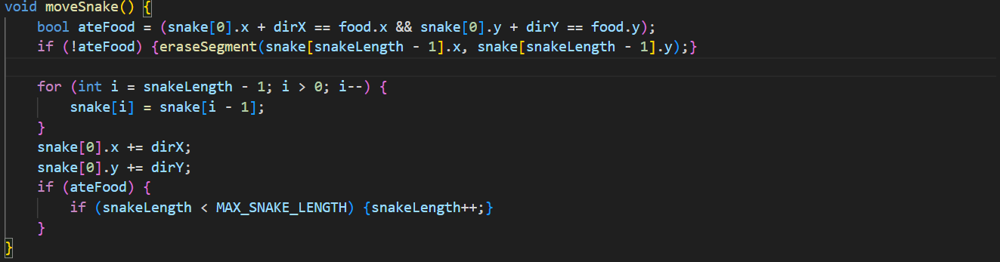 void moveSnake() {
bool ateFood = (snake[0].x + dirX == food.x && snake[0].y + dirY == food.y);
if (!ateFood) {eraseSegment(snake[snakeLength - 1].x, snake[snakeLength - 1].y);}
for (int i = snakeLength - 1; i > 0; i--) {
snake[i] = snake[i - 1];
}
snake[0].x += dirX;
snake[0].y += dirY;
if (ateFood) {
if (snakeLength < MAX_SNAKE_LENGTH) {snakeLength++;}
}
}